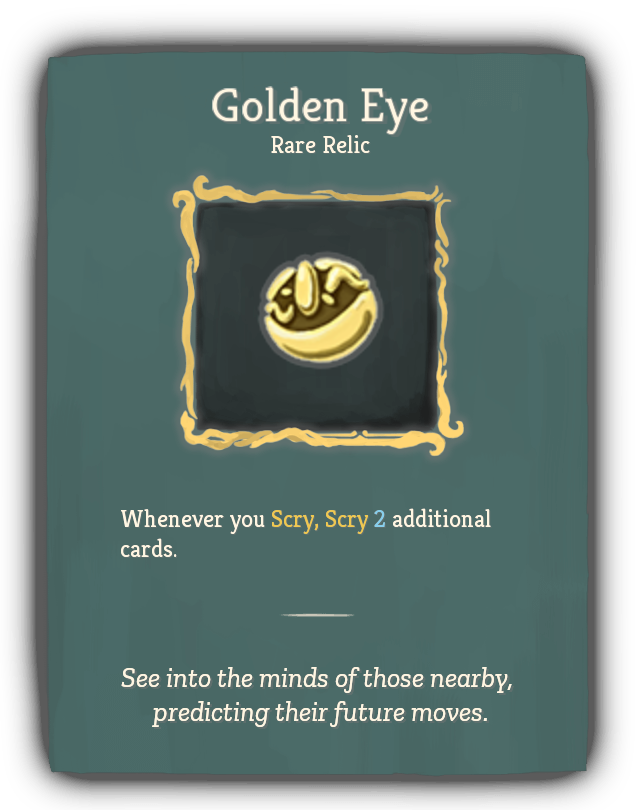 Golden Eye
Rare Relic
Whenever you Scry, Scry 2 additional
cards.
See into the minds of those nearby,
predicting their future moves.